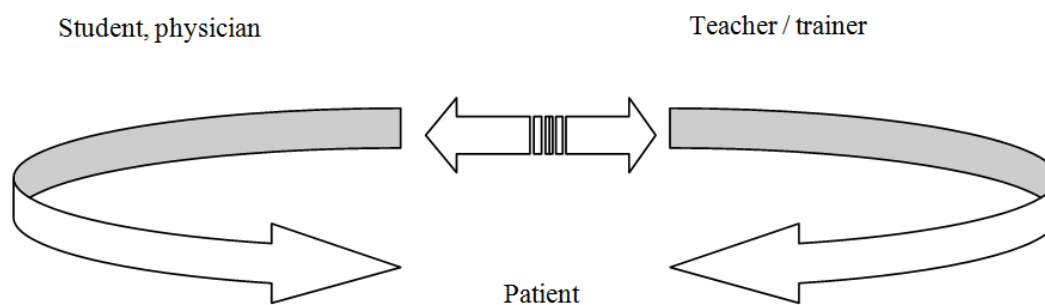 Student, physician
Teacher / trainer
Patient